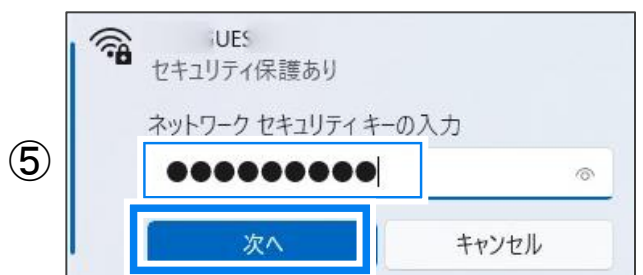 セキュリティ保護あり
ネットワーク セキュリティ キーの入力
⑤
●●●●●●●●●
次へ
キャンセル